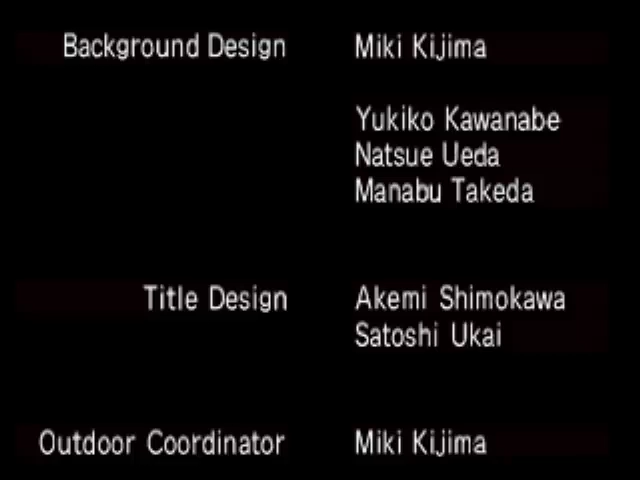 Background Design Miki Kijima
Yukiko Kawanabe
Natsue Ueda
Manabu Takeda
Title Design Akemi Shimokawa
Satoshi Ukai
Outdoor Coordinator Miki Kijima